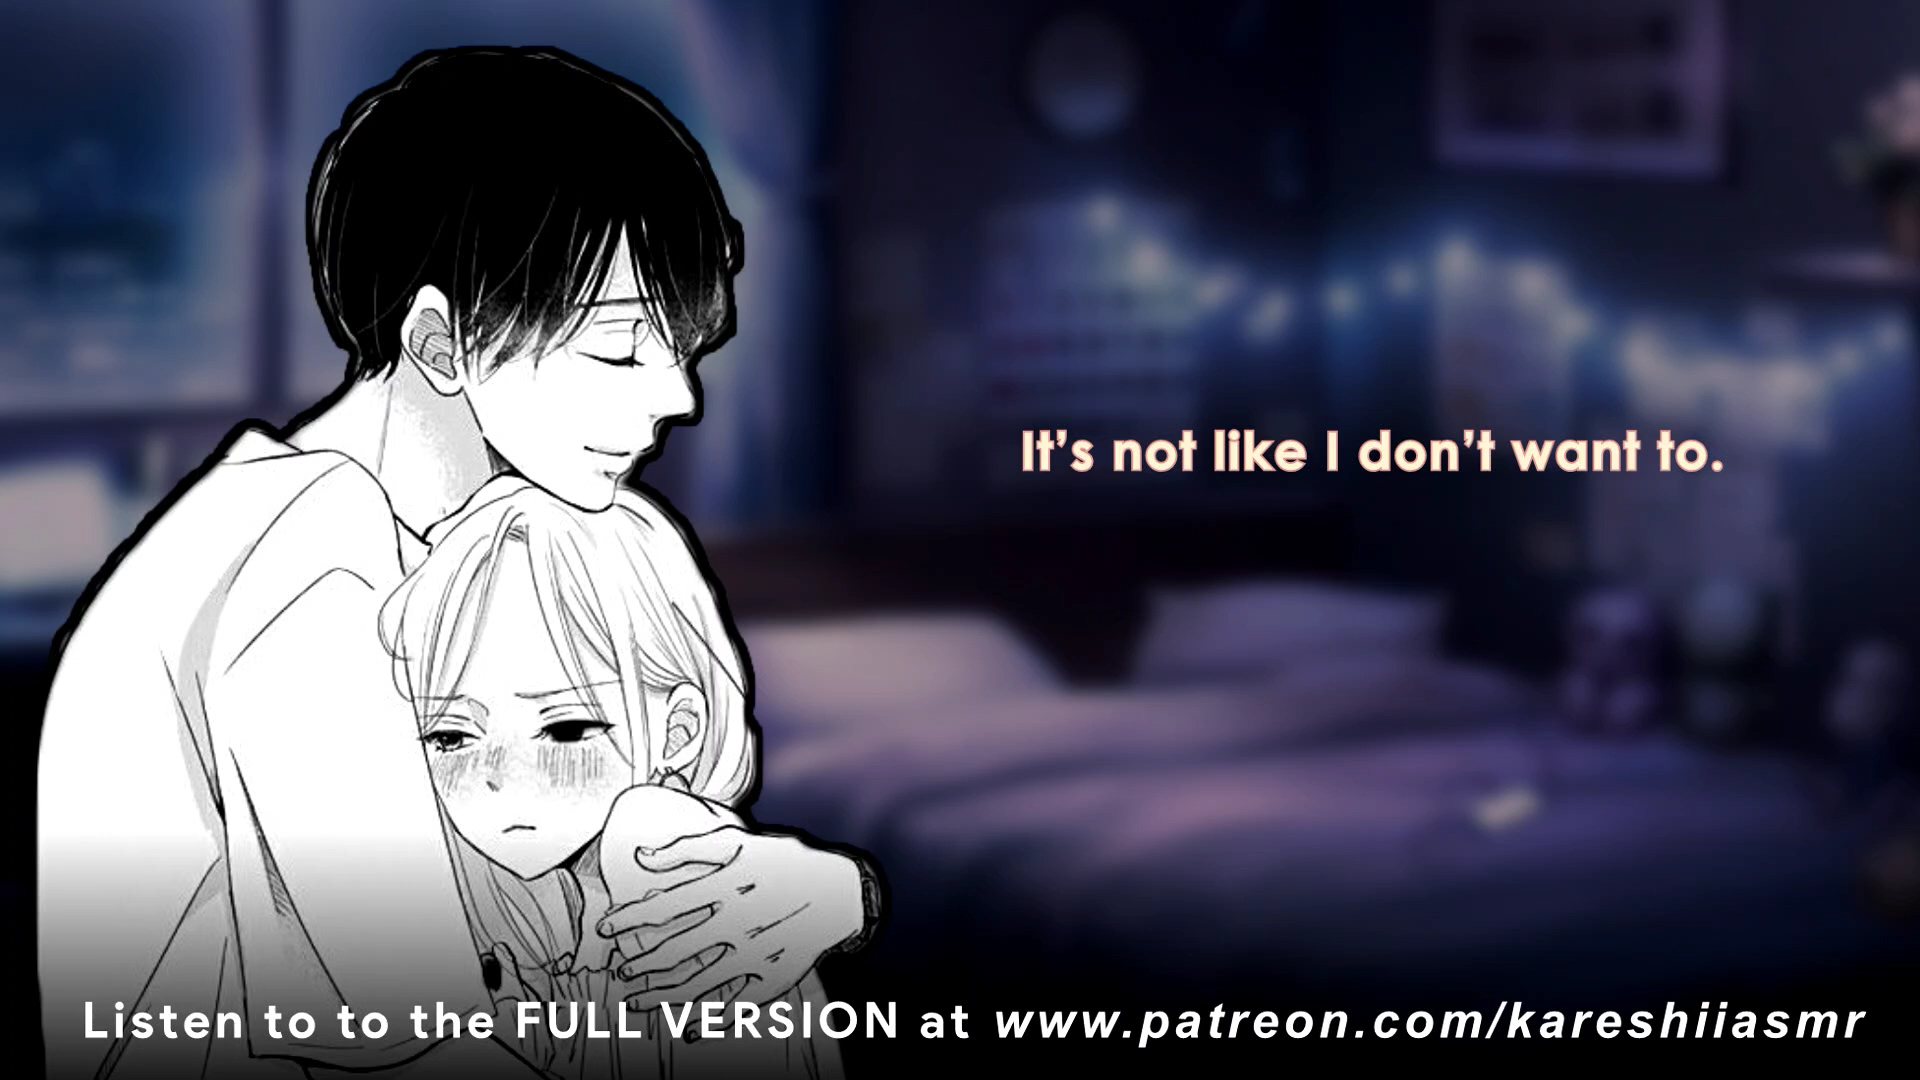 It's not like I don't want to.
Listen to to the FULL VERSION at www.patreon.com/kareshiiasmr